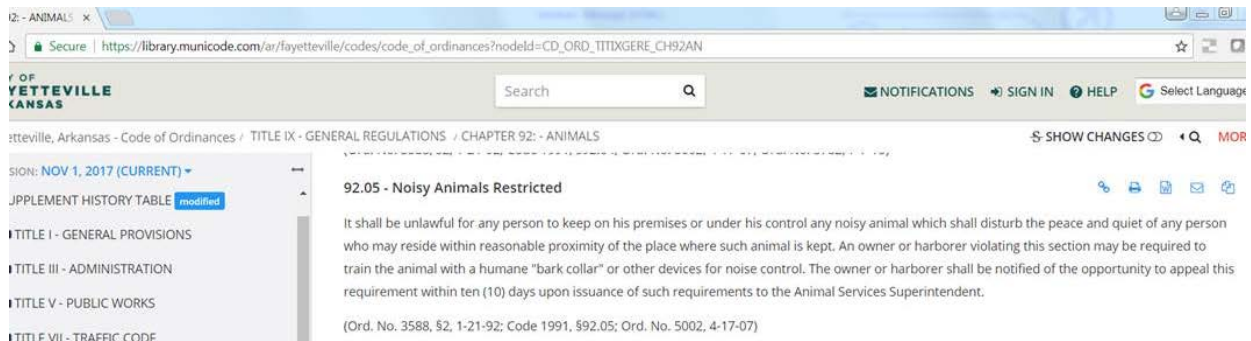 2: - ANIMALS
Secure | https://library.municode.com/ar/fayetteville/codes/code_of_ordinances?nodeId=CD_ORD_TITIXGERE_CH92AN
Y OF
YETTEVILLE
KANSAS
Search
NOTIFICATIONS SIGN IN HELP Select Language
etteville, Arkansas - Code of Ordinances / TITLE IX - GENERAL REGULATIONS / CHAPTER 92: - ANIMALS
SHOW CHANGES MOR
SION: NOV 1, 2017 (CURRENT)
UPPLEMENT HISTORY TABLE modified
TITLE I - GENERAL PROVISIONS
TITLE III - ADMINISTRATION
TITLE V - PUBLIC WORKS
TITLE VII - TRAFFIC CODE
92.05 - Noisy Animals Restricted
It shall be unlawful for any person to keep on his premises or under his control any noisy animal which shall disturb the peace and quiet of any person
who may reside within reasonable proximity of the place where such animal is kept. An owner or harborer violating this section may be required to
train the animal with a humane "bark collar" or other devices for noise control. The owner or harborer shall be notified of the opportunity to appeal this
requirement within ten (10) days upon issuance of such requirements to the Animal Services Superintendent.
(Ord. No. 3588, §2, 1-21-92; Code 1991, §92.05; Ord. No. 5002, 4-17-07)